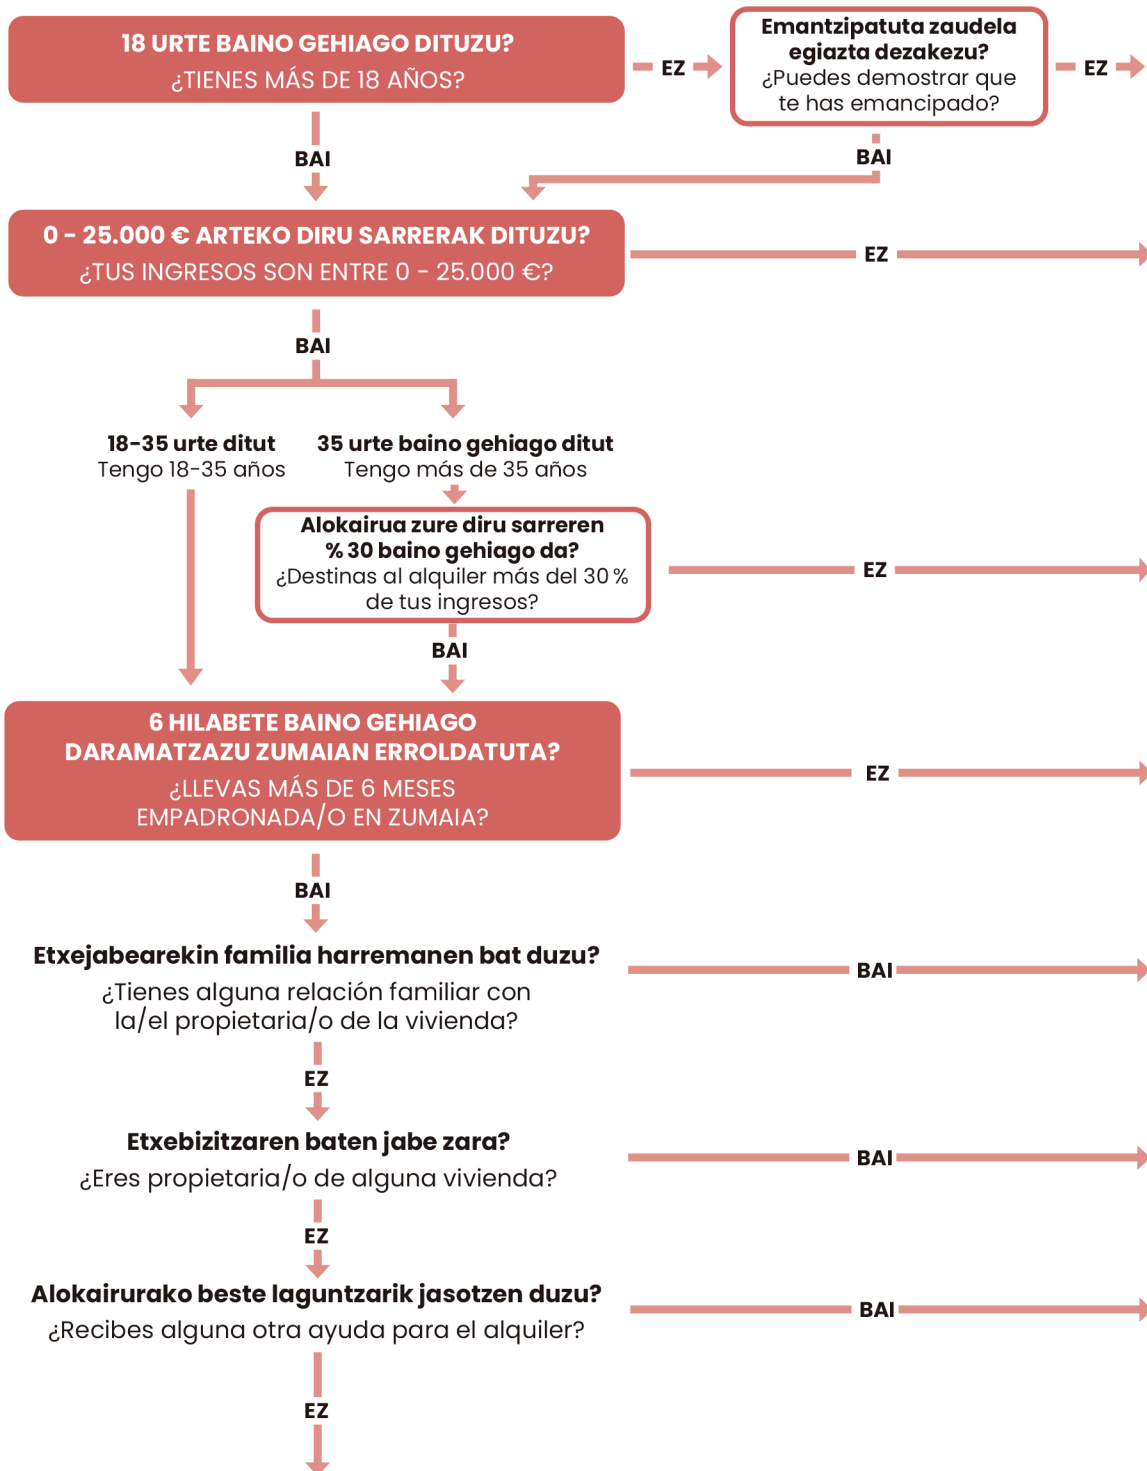 18 URTE BAINO GEHIAGO DITUZU?
¿TIENES MÁS DE 18 AÑOS?
EZ
Emantzipatuta zaudela
egiazta dezakezu?
¿Puedes demostrar que
te has emancipado?
EZ
BAI
BAI
0 - 25.000 € ARTEKO DIRU SARRERAK DITUZU?
¿TUS INGRESOS SON ENTRE 0 - 25.000 €?
EZ
BAI
18-35 urte ditut
Tengo 18-35 años
35 urte baino gehiago ditut
Tengo más de 35 años
Alokairua zure diru sarreren
% 30 baino gehiago da?
¿Destinas al alquiler más del 30 %
de tus ingresos?
EZ
BAI
6 HILABETE BAINO GEHIAGO
DARAMATZAZU ZUMAIAN ERROLDATUTA?
¿LLEVAS MÁS DE 6 MESES
EMPADRONADA/O EN ZUMAIA?
EZ
BAI
Etxejabearekin familia harremanen bat duzu?
¿Tienes alguna relación familiar con
la/el propietaria/o de la vivienda?
BAI
EZ
Etxebizitzaren baten jabe zara?
¿Eres propietaria/o de alguna vivienda?
BAI
EZ
Alokairurako beste laguntzarik jasotzen duzu?
¿Recibes alguna otra ayuda para el alquiler?
BAI
EZ